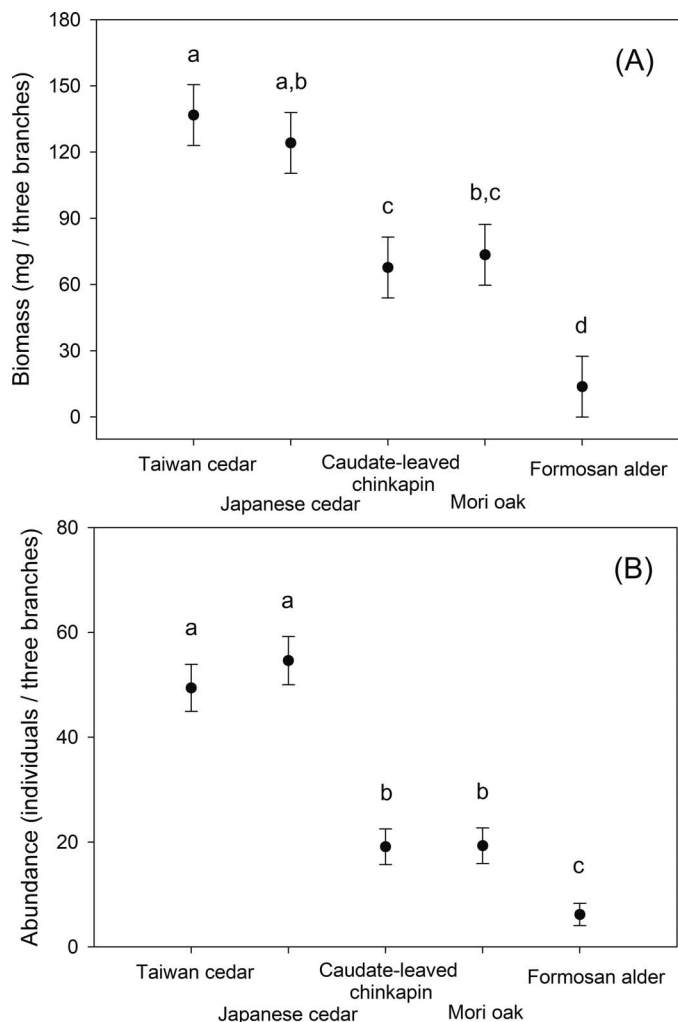 180
150
120
90
60
30
0
Biomass (mg / three branches)
(A)
a
a,b
c
b,c
d
Taiwan cedar
Japanese cedar
Caudate-leaved
chinkapin
Mori oak
Formosan alder
80
60
40
20
0
Abundance (individuals / three branches)
(B)
a
a
b
b
c
Taiwan cedar
Japanese cedar
Caudate-leaved
chinkapin
Mori oak
Formosan alder